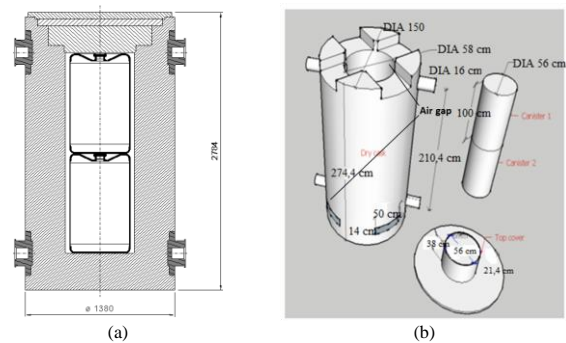 2784
⌀ 1380
(a)
DIA 150
DIA 58 cm
DIA 56 cm
DIA 16 cm
Air gap
100 cm
Canister 1
Dry cask
210,4 cm
Canister 2
274,4 cm
50 cm
14 cm
Top cover
38 cm
56 cm
21,4 cm
(b)